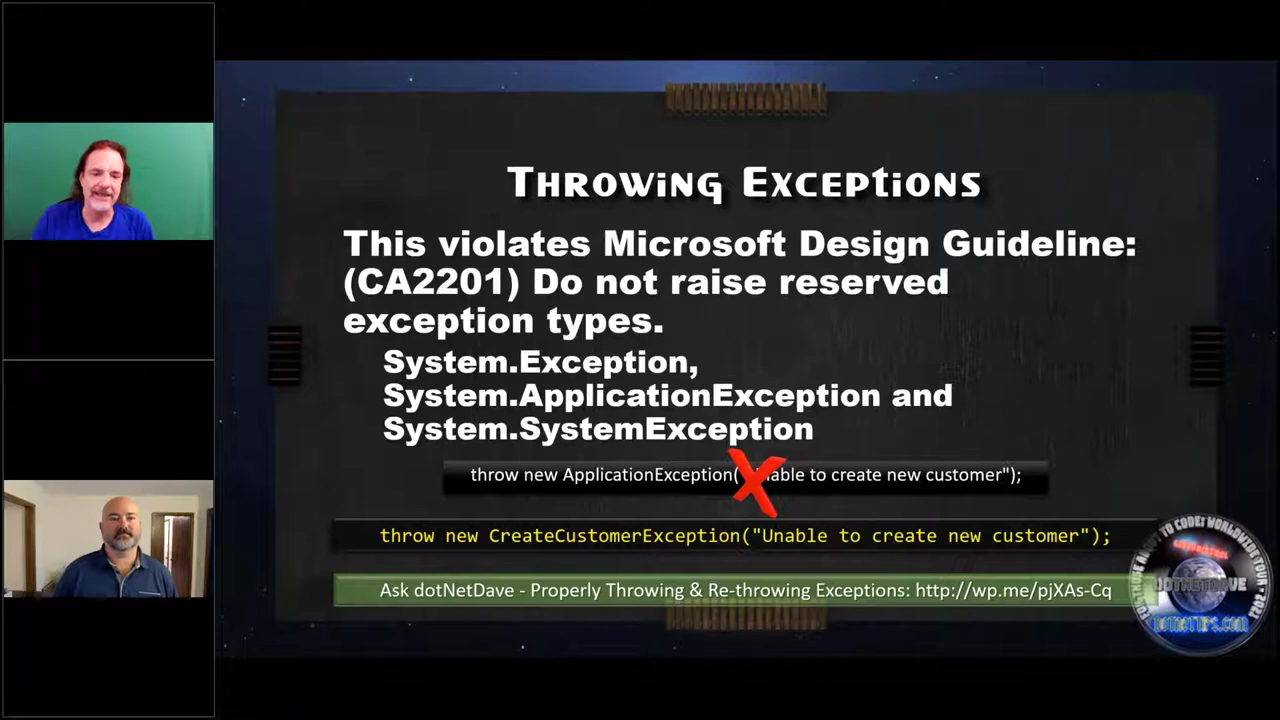 Throwing Exceptions
This violates Microsoft Design Guideline:
(CA2201) Do not raise reserved
exception types.
System.Exception,
System.ApplicationException and
System.SystemException
throw new ApplicationException( able to create new customer");
throw new CreateCustomerException("Unable to create new customer");
Ask dotNetDave - Properly Throwing & Re-throwing Exceptions: http://wp.me/pjXAs-Cq
DOTNETDAVE